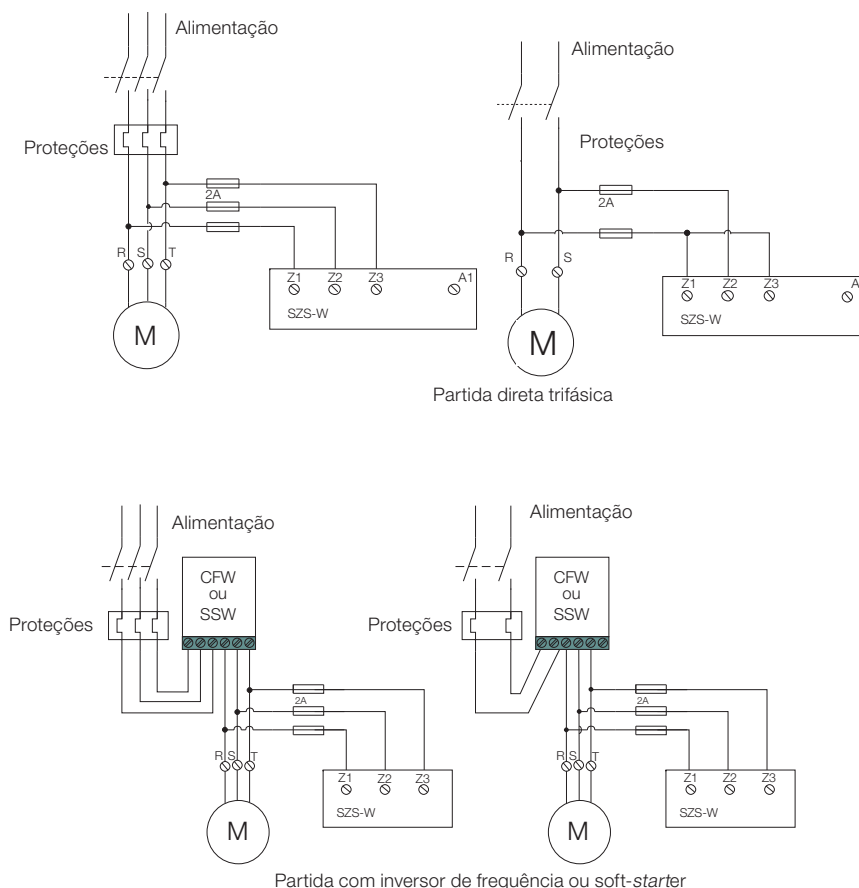 Alimentação
Proteções
2A
R S T
Z1 Z2 Z3 A1
SZS-W
M
Alimentação
Proteções
2A
R S
Z1 Z2 Z3 A
SZS-W
M
Partida direta trifásica
Alimentação
CFW
ou
SSW
Proteções
2A
R S T
Z1 Z2 Z3
SZS-W
M
Alimentação
CFW
ou
SSW
Proteções
2A
R S T
Z1 Z2 Z3
SZS-W
M
Partida com inversor de frequência ou soft-starter